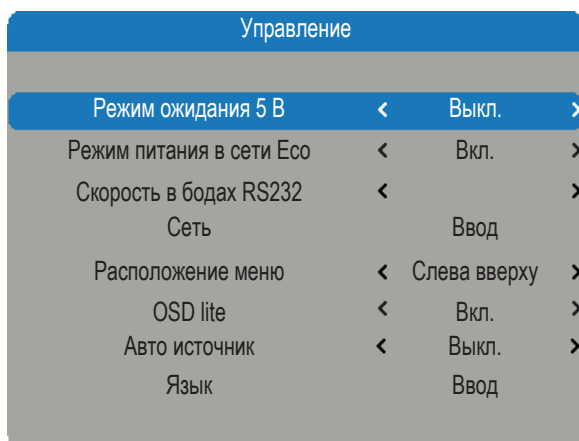 Управление
Режим ожидания 5 В < Выкл. >
Режим питания в сети Eco < Вкл. >
Скорость в бодах RS232 < >
Сеть Ввод
Расположение меню < Слева вверху >
OSD lite < Вкл. >
Авто источник < Выкл. >
Язык Ввод